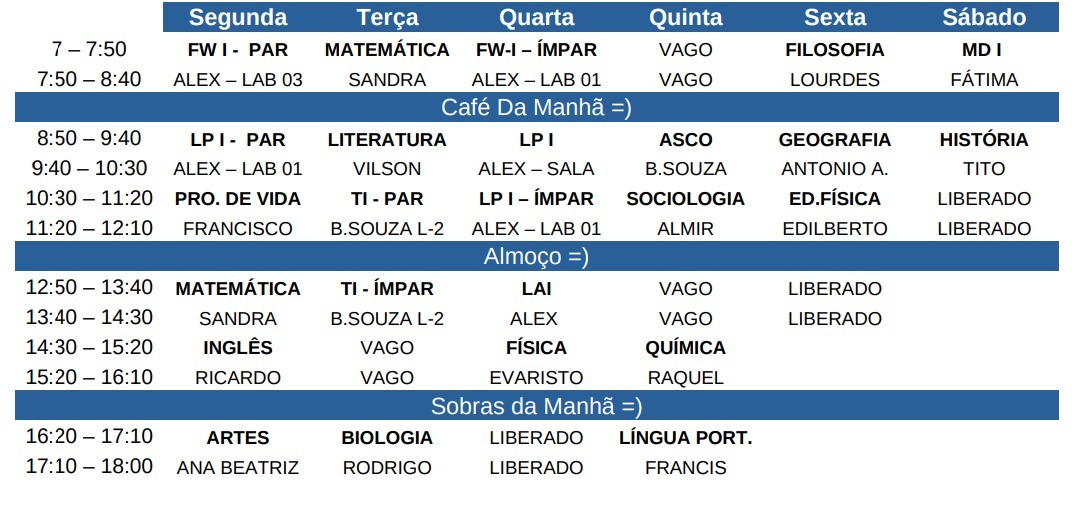 Segunda Terça Quarta Quinta Sexta Sábado
7 – 7:50 FW I - PAR MATEMÁTICA FW-I – ÍMPAR VAGO FILOSOFIA MD I
7:50 – 8:40 ALEX – LAB 03 SANDRA ALEX – LAB 01 VAGO LOURDES FÁTIMA
Café Da Manhã =)
8:50 – 9:40 LP I - PAR LITERATURA LP I ASCO GEOGRAFIA HISTÓRIA
9:40 – 10:30 ALEX – LAB 01 VILSON ALEX – SALA B.SOUZA ANTONIO A. TITO
10:30 – 11:20 PRO. DE VIDA TI - PAR LP I – ÍMPAR SOCIOLOGIA ED.FÍSICA LIBERADO
11:20 – 12:10 FRANCISCO B.SOUZA L-2 ALEX – LAB 01 ALMIR EDILBERTO LIBERADO
Almoço =)
12:50 – 13:40 MATEMÁTICA TI - ÍMPAR LAI VAGO LIBERADO
13:40 – 14:30 SANDRA B.SOUZA L-2 ALEX VAGO LIBERADO
14:30 – 15:20 INGLÊS VAGO FÍSICA QUÍMICA
15:20 – 16:10 RICARDO VAGO EVARISTO RAQUEL
Sobras da Manhã =)
16:20 – 17:10 ARTES BIOLOGIA LIBERADO LÍNGUA PORT.
17:10 – 18:00 ANA BEATRIZ RODRIGO LIBERADO FRANCIS